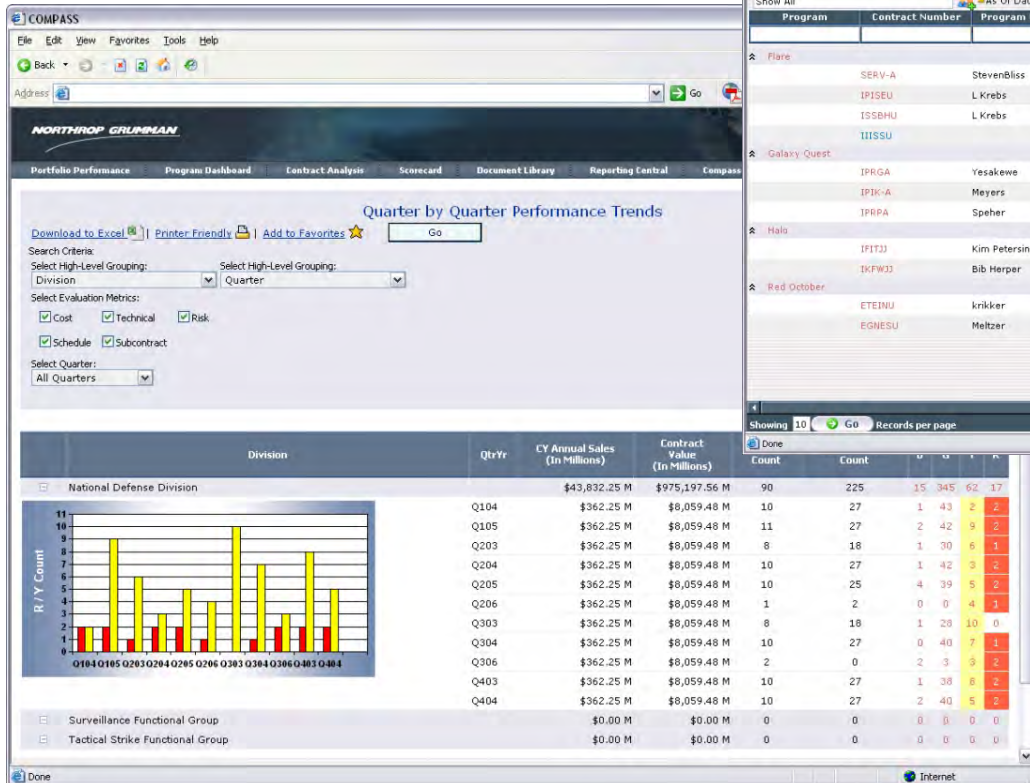 COMPASS
File Edit View Favorites Tools Help
Back
Address Go
NORTHROP GRUMMAN
Portfolio Performance Program Dashboard Contract Analysis Scorecard Document Library Reporting Central Compass
Quarter by Quarter Performance Trends
Download to Excel | Printer Friendly | Add to Favorites Go
Search Criteria:
Select High-Level Grouping: Select High-Level Grouping:
Division Quarter
Select Evaluation Metrics:
Cost Technical Risk
Schedule Subcontract
Select Quarter:
All Quarters
Show All As Of
Program Contract Number Program
Flare
SERV-A StevenBliss
IPISEU L Krebs
ISSBHU L Krebs
IIISSU
Galaxy Quest
IPRGA Yesakewe
IPIK-A Meyers
IPRPA Speher
Halo
IFITJJ Kim Petersin
IKFWJJ Bib Herper
Red October
ETEINU krikker
EGNESU Meltzer
Showing 10 Go Records per page
Done
Division QtrYr CY Annual Sales (In Millions) Contract Value (In Millions) Count Count
National Defense Division $43,832.25 M $975,197.56 M 90 225 15 345 62 17
Q104 $362.25 M $8,059.48 M 10 27 1 43 2 2
Q105 $362.25 M $8,059.48 M 11 27 2 42 9 2
Q203 $362.25 M $8,059.48 M 8 18 1 30 6 1
Q204 $362.25 M $8,059.48 M 10 27 1 42 3 2
Q205 $362.25 M $8,059.48 M 10 25 4 39 5 2
Q206 $362.25 M $8,059.48 M 1 2 0 0 4 1
Q303 $362.25 M $8,059.48 M 8 18 1 28 10 0
Q304 $362.25 M $8,059.48 M 10 27 0 40 7 1
Q306 $362.25 M $8,059.48 M 2 0 2 3 3 2
Q403 $362.25 M $8,059.48 M 10 27 1 38 8 2
Q404 $362.25 M $8,059.48 M 10 27 2 40 5 2
R / Y Count
11
10
9
8
7
6
5
4
3
2
1
0
Q104 Q105 Q203 Q204 Q205 Q206 Q303 Q304 Q306 Q403 Q404
Surveillance Functional Group $0.00 M $0.00 M 0 0 0 0 0 0
Tactical Strike Functional Group $0.00 M $0.00 M 0 0 0 0 0 0
Done Internet